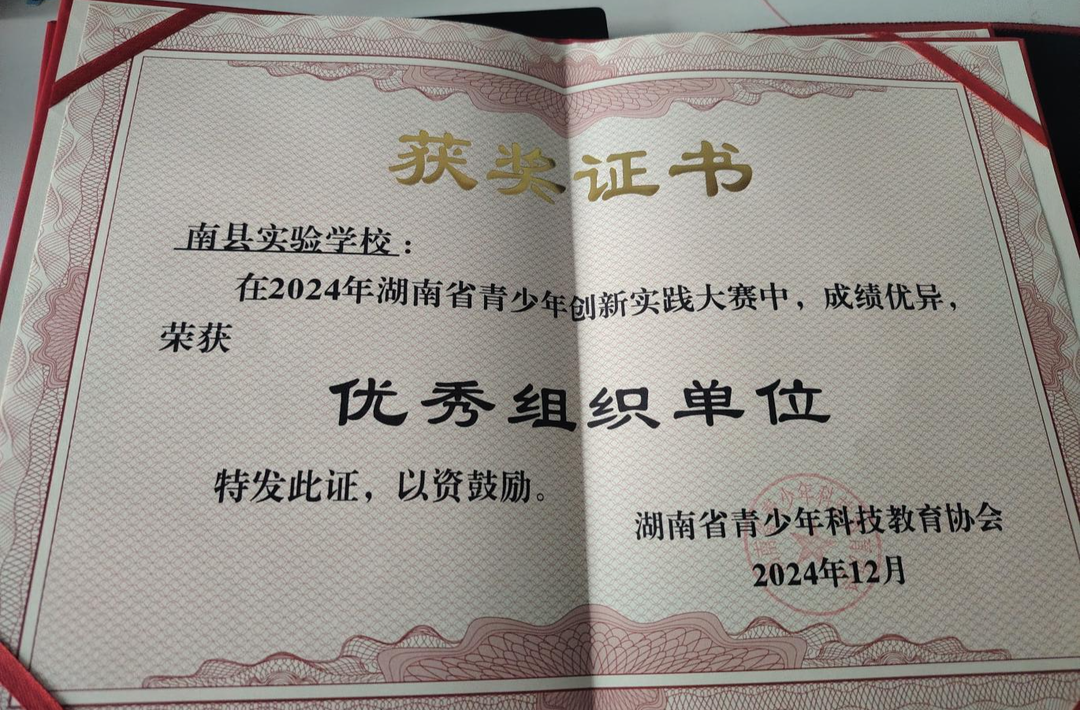 获奖证书
南县实验学校：
在2024年湖南省青少年创新实践大赛中，成绩优异，
荣获
优秀组织单位
特发此证，以资鼓励。
湖南省青少年科技教育协会
2024年12月